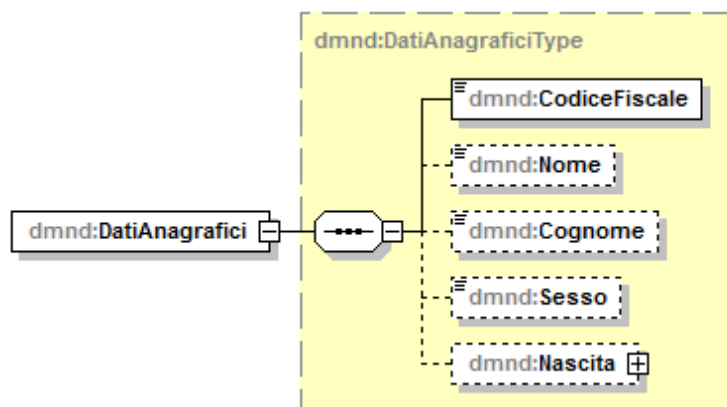 dmnd:DatiAnagraficiType
dmnd:CodiceFiscale
dmnd:Nome
dmnd:DatiAnagrafici
dmnd:Cognome
dmnd:Sesso
dmnd:Nascita